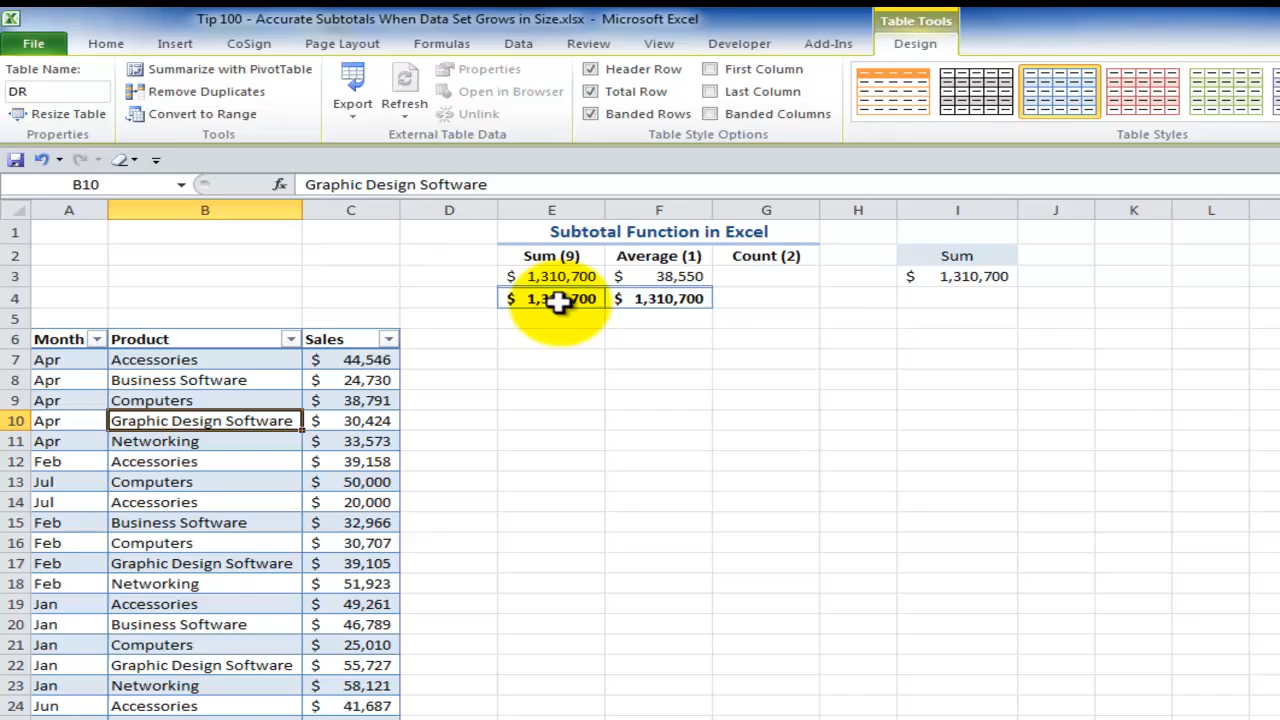 Tip 100 - Accurate Subtotals When Data Set Grows in Size.xlsx - Microsoft Excel
Table Tools
File Home Insert CoSign Page Layout Formulas Data Review View Developer Add-Ins Design
Table Name:
DR
Resize Table
Properties
Summarize with PivotTable
Remove Duplicates
Convert to Range
Tools
Export Refresh
Properties
Open in Browser
Unlink
External Table Data
Header Row First Column
Total Row Last Column
Banded Rows Banded Columns
Table Style Options
Table Styles
B10 fx Graphic Design Software
A B C D E F G H I J K L
1 Subtotal Function in Excel
2 Sum (9) Average (1) Count (2) Sum
3 $ 1,310,700 $ 38,550 $ 1,310,700
4 $ $ 1,310,700
5
6 Month Product Sales
7 Apr Accessories $ 44,546
8 Apr Business Software $ 24,730
9 Apr Computers $ 38,791
10 Apr Graphic Design Software $ 30,424
11 Apr Networking $ 33,573
12 Feb Accessories $ 39,158
13 Jul Computers $ 50,000
14 Jul Accessories $ 20,000
15 Feb Business Software $ 32,966
16 Feb Computers $ 30,707
17 Feb Graphic Design Software $ 39,105
18 Feb Networking $ 51,923
19 Jan Accessories $ 49,261
20 Jan Business Software $ 46,789
21 Jan Computers $ 25,010
22 Jan Graphic Design Software $ 55,727
23 Jan Networking $ 58,121
24 Jun Accessories $ 41,687